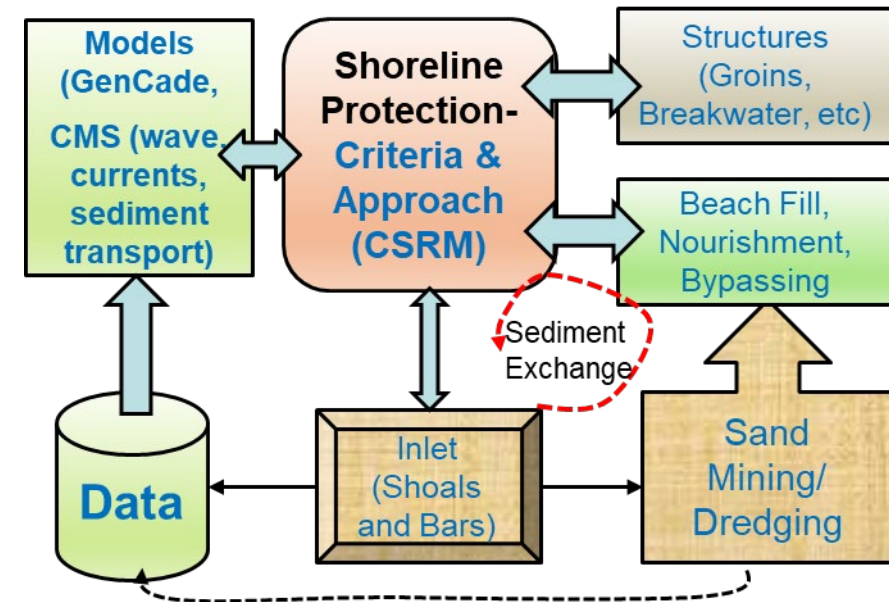 Models
(GenCade,
CMS (wave,
currents,
sediment
transport)
Shoreline
Protection-
Criteria &
Approach
(CSRM)
Structures
(Groins,
Breakwater, etc)
Beach Fill,
Nourishment,
Bypassing
Sediment
Exchange
Data
Inlet
(Shoals
and Bars)
Sand
Mining/
Dredging